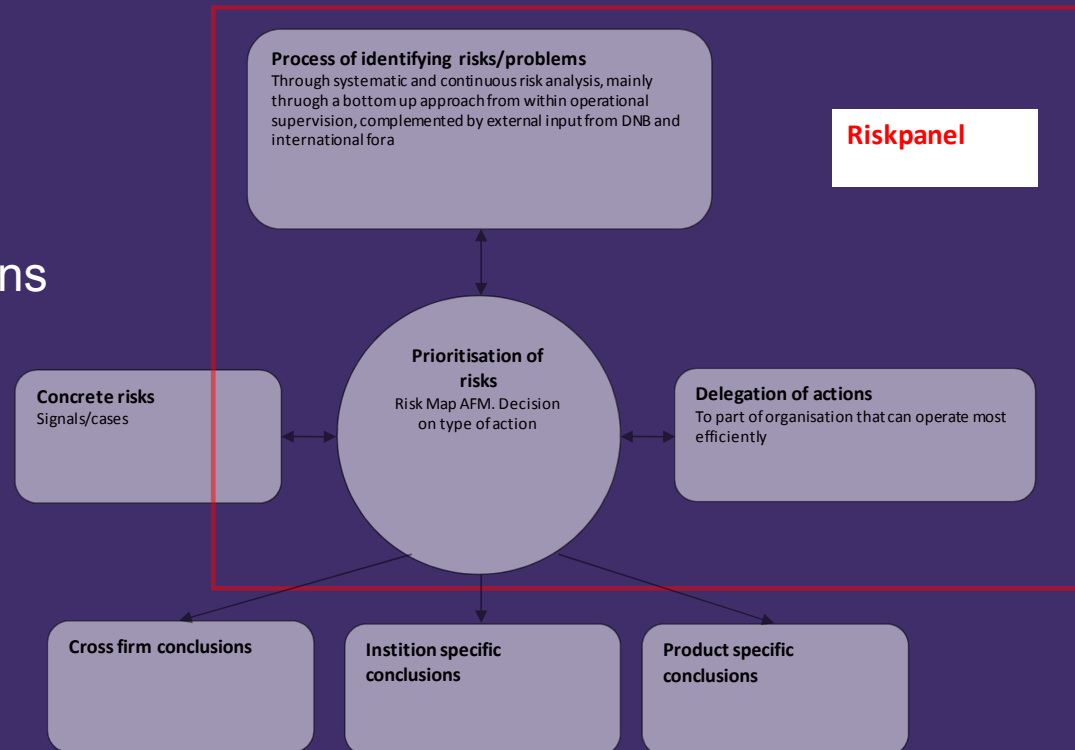 Process of identifying risks/problems
Through systematic and continuous risk analysis, mainly
thruogh a bottom up approach from within operational
supervision, complemented by external input from DNB and
international fora
Riskpanel
ns
Prioritisation of
risks
Risk Map AFM. Decision
on type of action
Concrete risks
Signals/cases
Delegation of actions
To part of organisation that can operate most
efficiently
Cross firm conclusions
Instition specific
conclusions
Product specific
conclusions